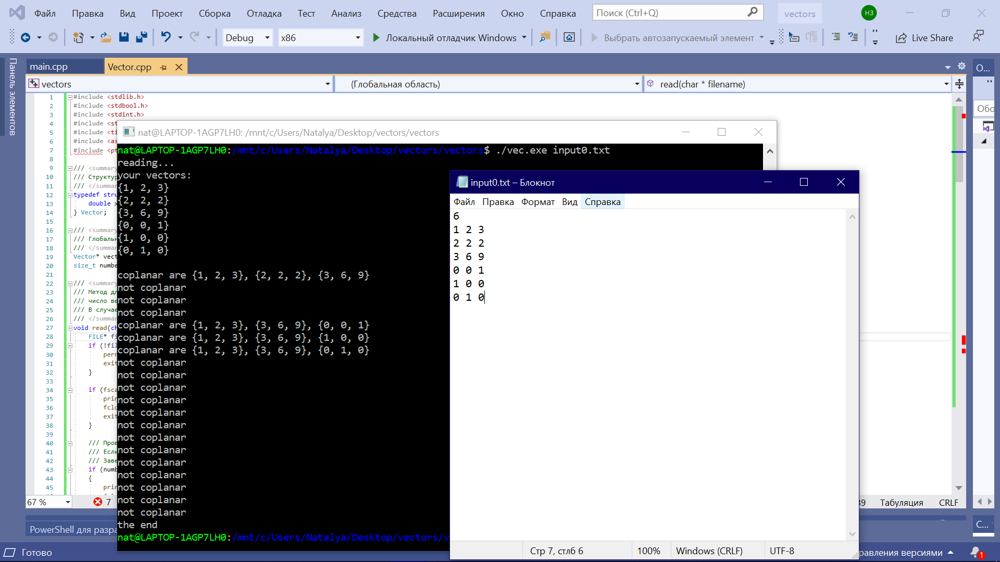 Файл Правка Вид Проект Сборка Отладка Тест Анализ Средства Расширения Окно Справка Поиск (Ctrl+Q) vectors НЗ
Debug x86 Локальный отладчик Windows Выбрать автозапускаемый элемент Live Share
Панель элементов
main.cpp Vector.cpp
vectors (Глобальная область) read(char * filename)
1 #include <stdlib.h>
2 #include <stdbool.h>
3 #include <stdint.h>
4 #include <st
5 #include <ti
6 #include <as
7 #include <pt
8
9 /// <summary
10 /// Структур
11 /// </summar
12 typedef stru
13 double x
14 } Vector;
15
16 /// <summary
17 /// Глобальн
18 /// </summar
19 Vector* vect
20 size_t numbe
21
22 /// <summary
23 /// Метод дл
24 /// число ве
25 /// В случае
26 /// </summar
27 void read(ch
28 FILE* fi
29 if (!fil
30 perr
31 exit
32 }
33
34 if (fsca
35 prin
36 fclo
37 exit
38 }
39
40 /// Пров
41 /// Если
42 /// Заве
43 if (numb
44 {
45 prin
67 % 7
39 Табуляция CRLF
PowerShell для разра
Готово
равления версиями 1
О...
Обо
С...
nat@LAPTOP-1AGP7LH0: /mnt/c/Users/Natalya/Desktop/vectors/vectors
nat@LAPTOP-1AGP7LH0:/mnt/c/Users/Natalya/Desktop/vectors/vectors$ ./vec.exe input0.txt
reading...
your vectors:
{1, 2, 3}
{2, 2, 2}
{3, 6, 9}
{0, 0, 1}
{1, 0, 0}
{0, 1, 0}
coplanar are {1, 2, 3}, {2, 2, 2}, {3, 6, 9}
not coplanar
not coplanar
not coplanar
coplanar are {1, 2, 3}, {3, 6, 9}, {0, 0, 1}
coplanar are {1, 2, 3}, {3, 6, 9}, {1, 0, 0}
coplanar are {1, 2, 3}, {3, 6, 9}, {0, 1, 0}
not coplanar
not coplanar
not coplanar
not coplanar
not coplanar
not coplanar
not coplanar
not coplanar
not coplanar
not coplanar
not coplanar
not coplanar
not coplanar
the end
nat@LAPTOP-1AGP7LH0:/mnt/c/Users/Natalya/Desktop/vectors/v
input0.txt – Блокнот
Файл Правка Формат Вид Справка
6
1 2 3
2 2 2
3 6 9
0 0 1
1 0 0
0 1 0
Стр 7, стлб 6 100% Windows (CRLF) UTF-8